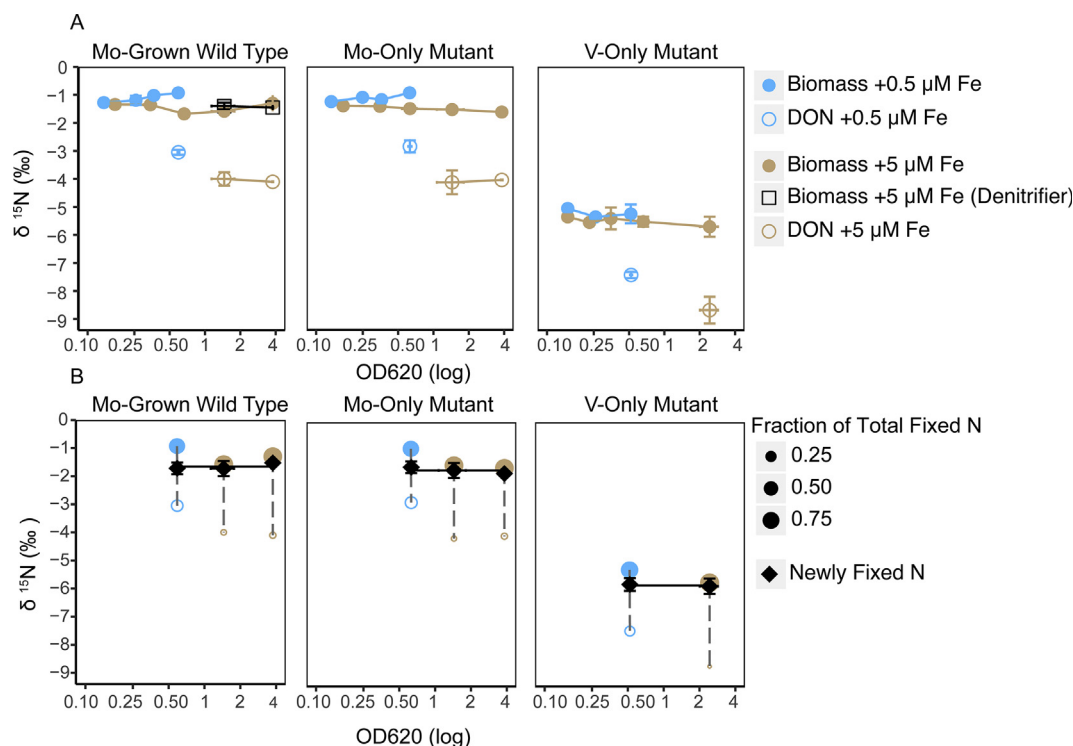 A
Mo-Grown Wild Type Mo-Only Mutant V-Only Mutant
0
−1
−2
−3
−4
−5
−6
−7
−8
−9
δ ¹⁵N (‰)
0.10 0.25 0.50 1 2 4 0.10 0.25 0.50 1 2 4 0.10 0.25 0.50 1 2 4
OD620 (log)
Biomass +0.5 µM Fe
DON +0.5 µM Fe
Biomass +5 µM Fe
Biomass +5 µM Fe (Denitrifier)
DON +5 µM Fe
B
Mo-Grown Wild Type Mo-Only Mutant V-Only Mutant
0
−1
−2
−3
−4
−5
−6
−7
−8
−9
δ ¹⁵N (‰)
0.10 0.25 0.50 1 2 4 0.10 0.25 0.50 1 2 4 0.10 0.25 0.50 1 2 4
OD620 (log)
Fraction of Total Fixed N
0.25
0.50
0.75
Newly Fixed N